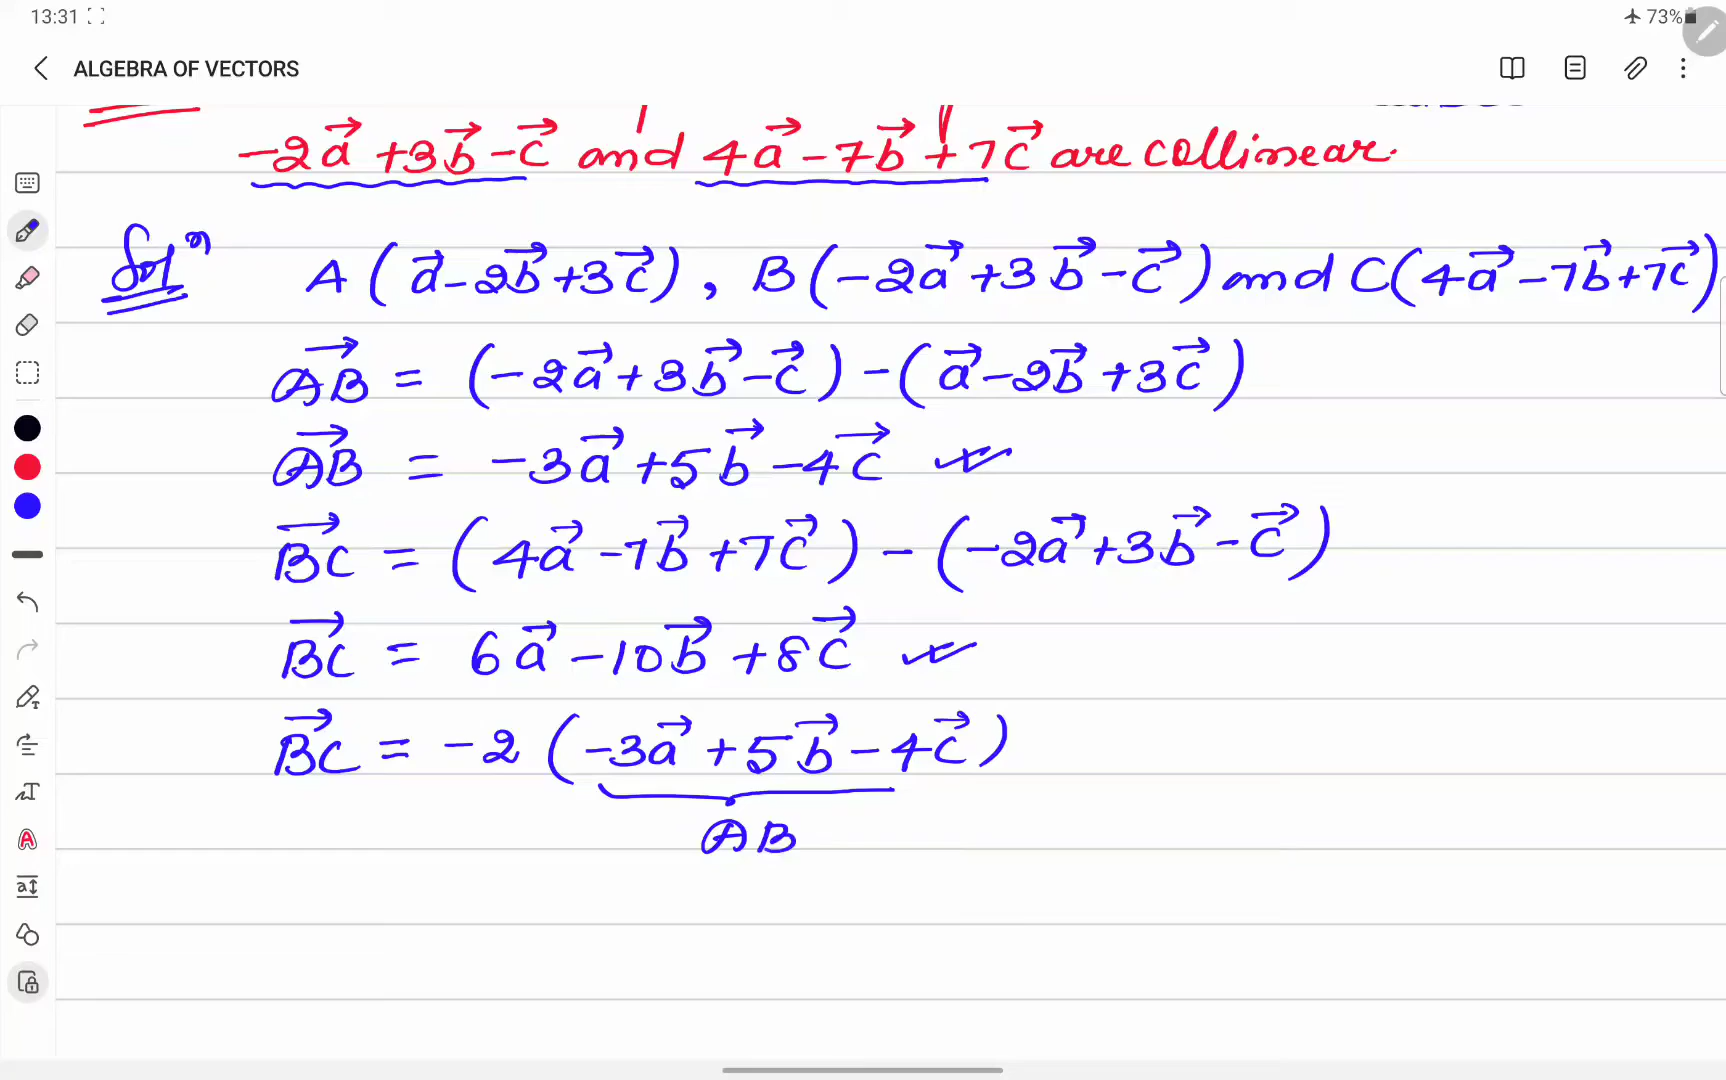 13:31 73%
ALGEBRA OF VECTORS
-2a⃗ +3b⃗ -c⃗ and 4a⃗ -7b⃗ +7c⃗ are collinear.
Solⁿ A (a⃗ -2b⃗ +3c⃗), B(-2a⃗ +3b⃗ -c⃗) and C(4a⃗ -7b⃗ +7c⃗)
AB⃗ = (-2a⃗ +3b⃗ -c⃗) - (a⃗ -2b⃗ +3c⃗)
AB⃗ = -3a⃗ +5b⃗ -4c⃗
BC⃗ = (4a⃗ -7b⃗ +7c⃗) - (-2a⃗ +3b⃗ -c⃗)
BC⃗ = 6a⃗ -10b⃗ +8c⃗
BC⃗ = -2 (-3a⃗ +5b⃗ -4c⃗)
AB